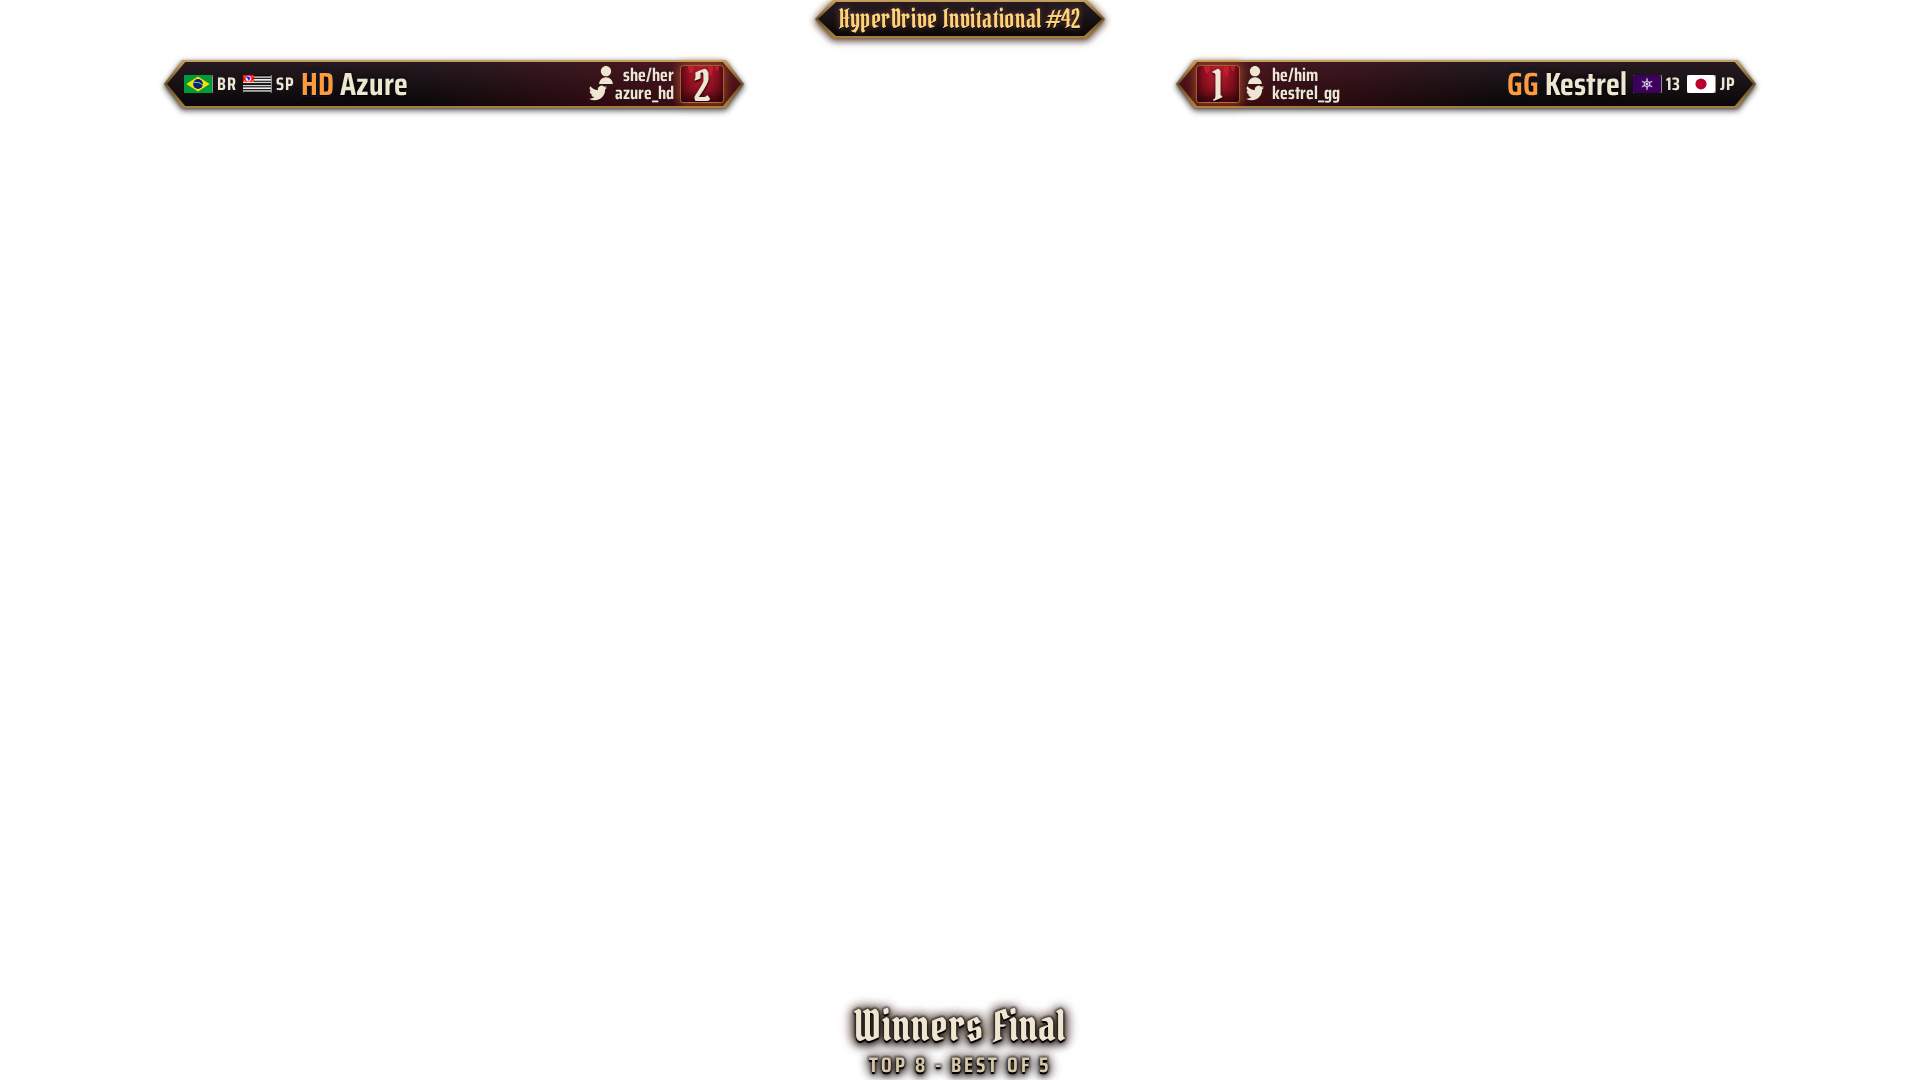 HyperDrive Invitational #42
BR SP HD Azure
she/her
azure_hd
2
1
he/him
kestrel_gg
GG Kestrel 13 JP
Winners Final
TOP 8 - BEST OF 5